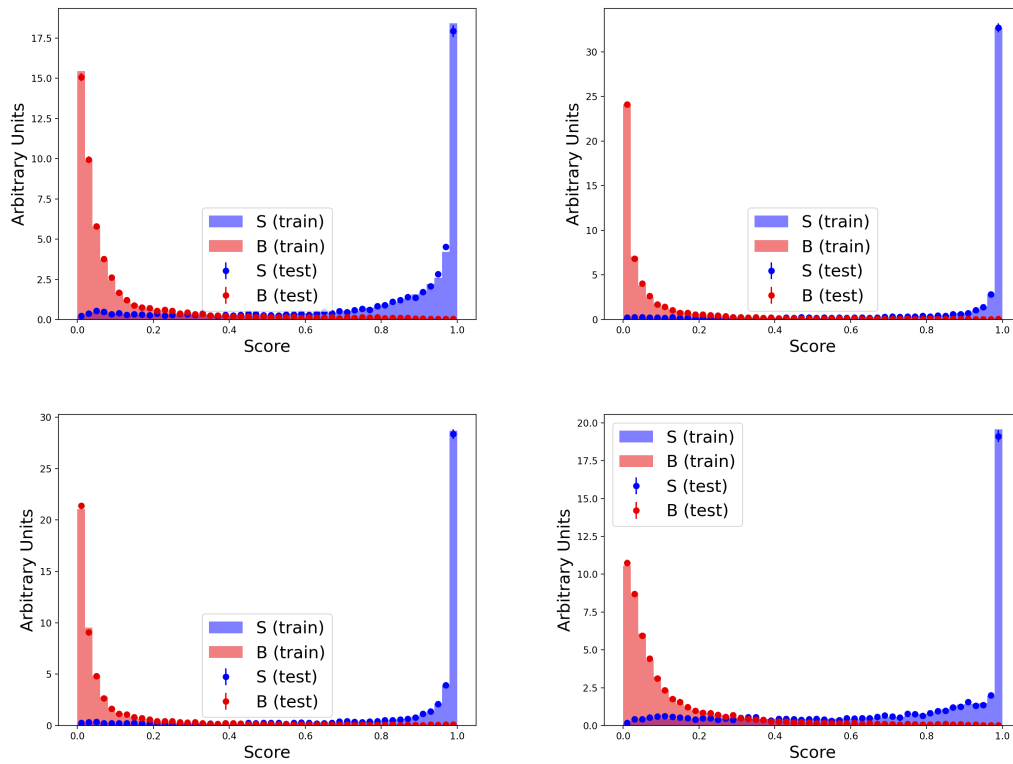 17.5
15.0
12.5
10.0
7.5
5.0
2.5
0.0
Arbitrary Units
S (train)
B (train)
S (test)
B (test)
0.0 0.2 0.4 0.6 0.8 1.0
Score
30
25
20
15
10
5
0
Arbitrary Units
S (train)
B (train)
S (test)
B (test)
0.0 0.2 0.4 0.6 0.8 1.0
Score
30
25
20
15
10
5
0
Arbitrary Units
S (train)
B (train)
S (test)
B (test)
0.0 0.2 0.4 0.6 0.8 1.0
Score
20.0
17.5
15.0
12.5
10.0
7.5
5.0
2.5
0.0
Arbitrary Units
S (train)
B (train)
S (test)
B (test)
0.0 0.2 0.4 0.6 0.8 1.0
Score